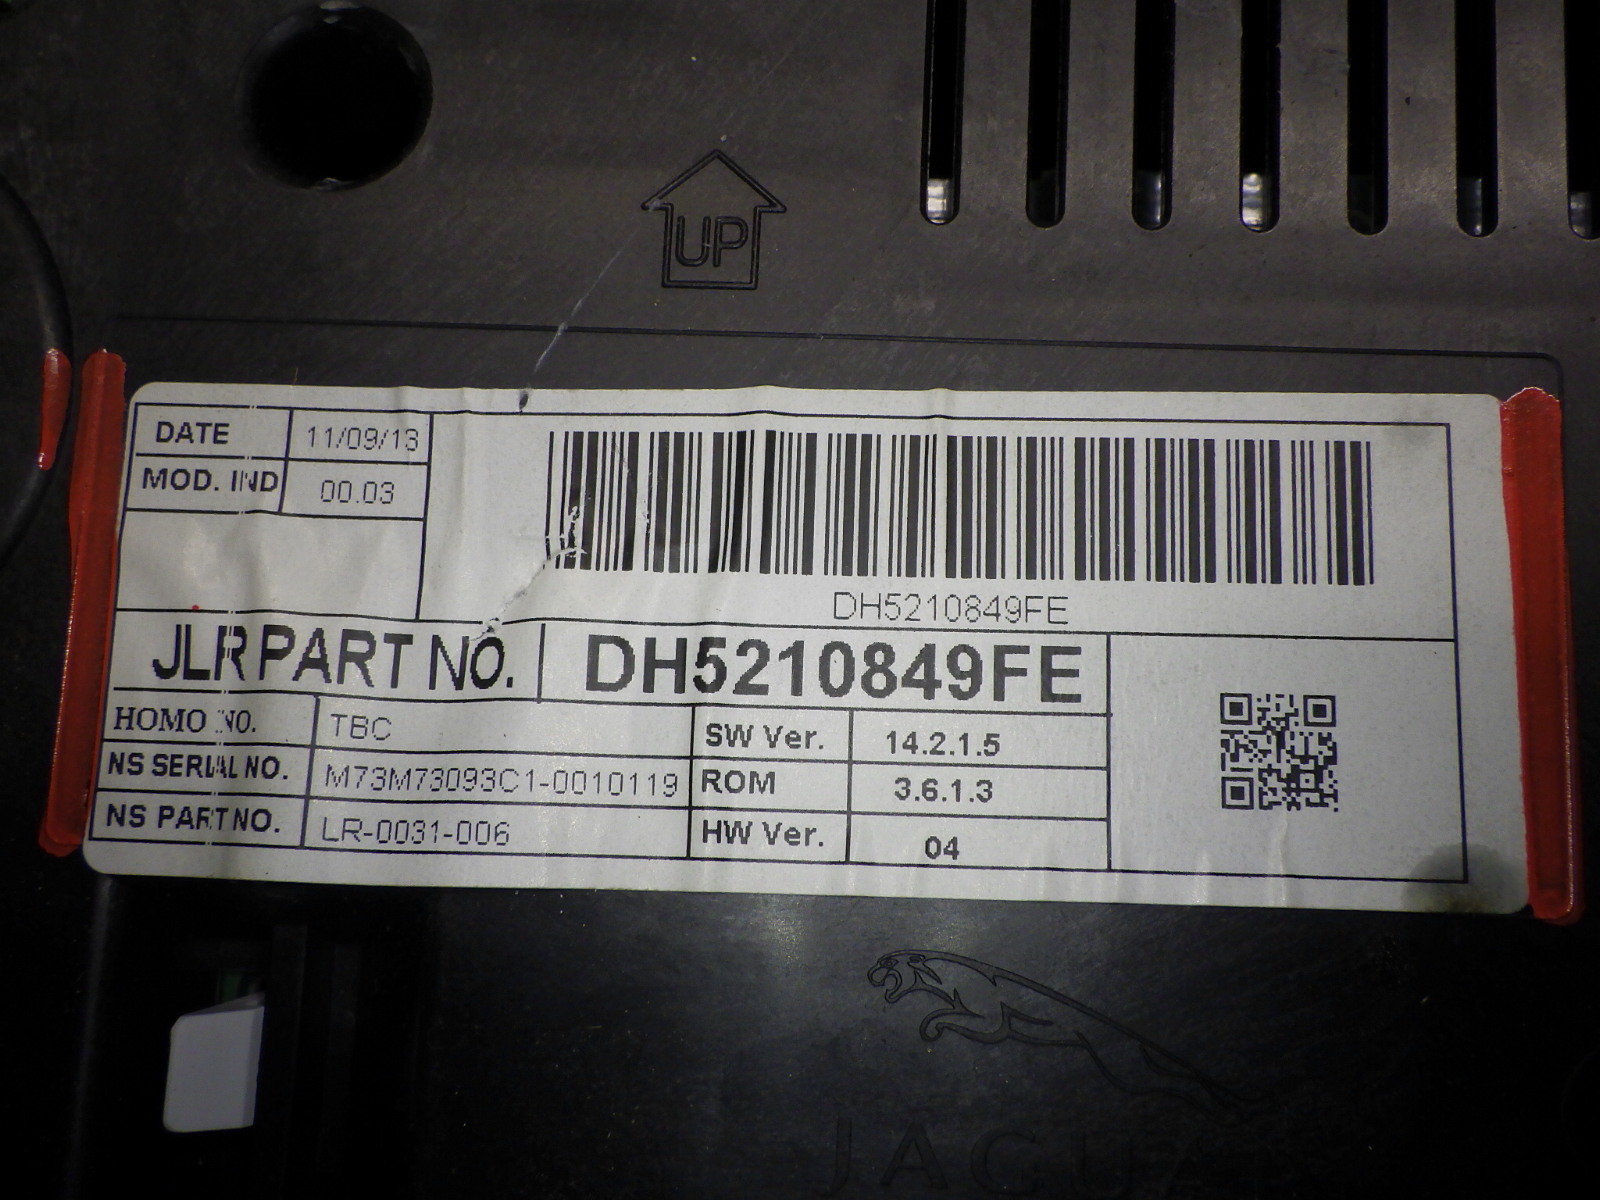 UP
DATE 11/09/13
MOD. IND 00.03
DH5210849FE
JLR PART NO. DH5210849FE
HOMO NO. TBC SW Ver. 14.2.1.5
NS SERIAL NO. M73M73093C1-0010119 ROM 3.6.1.3
NS PART NO. LR-0031-006 HW Ver. 04
JAGUAR